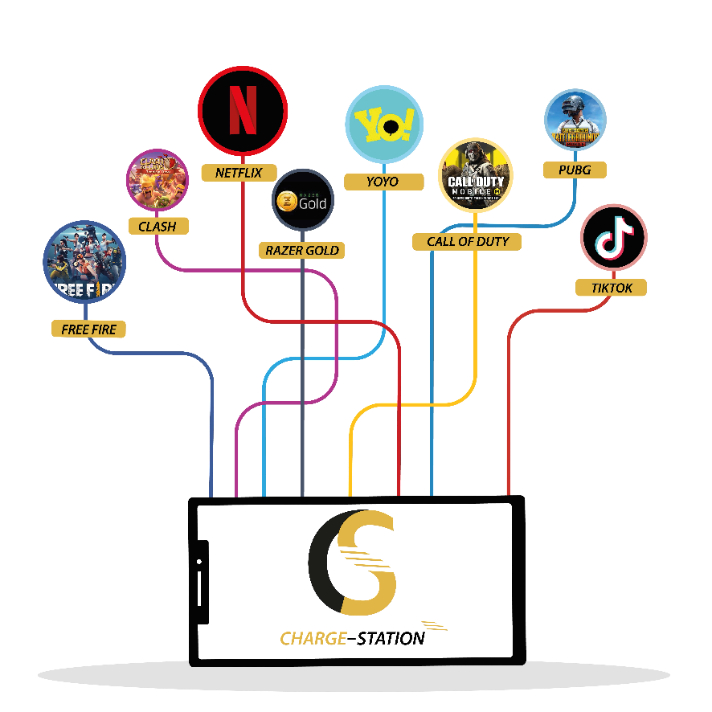 N
NETFLIX
Yo!
YOYO
CLASH
RAZER
Gold
RAZER GOLD
CALL OF DUTY
MOBILE
CALL OF DUTY
PUBG
FREE FIRE
FREE FIRE
TIKTOK
CHARGE-STATION